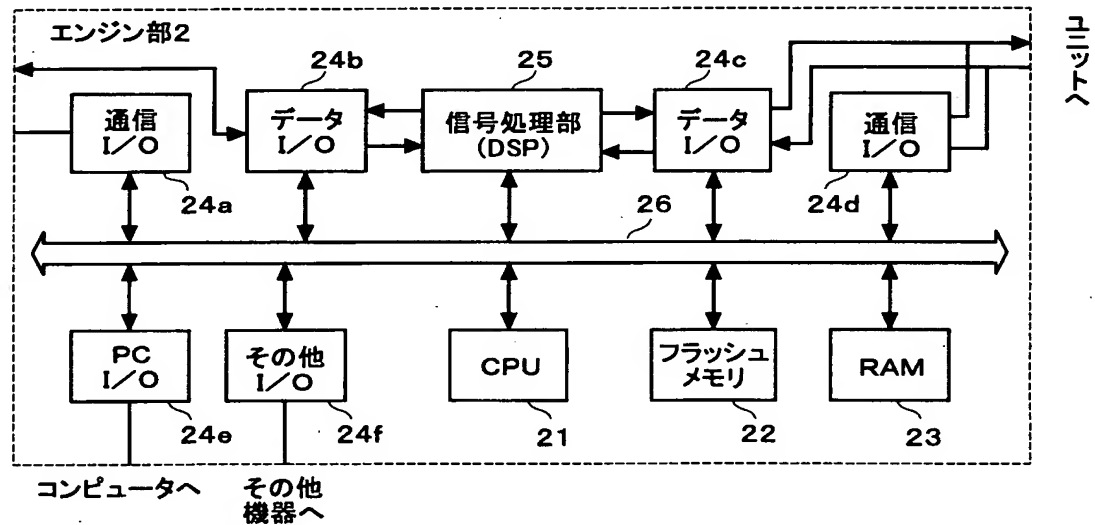 エンジン部2
ユニットへ
24b
25
24c
通信
I/O
データ
I/O
信号処理部
(DSP)
データ
I/O
通信
I/O
24a
26
24d
PC
I/O
その他
I/O
CPU
フラッシュ
メモリ
RAM
24e
24f
21
22
23
コンピュータへ
その他
機器へ